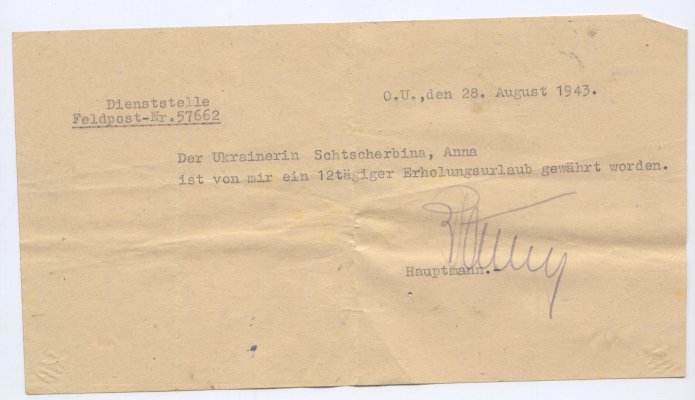 O.U.,den 28. August 1943.
Dienststelle
Feldpost-Nr.57662
Der Ukrainerin Schtscherbina, Anna
ist von mir ein 12tägiger Erholungsurlaub gewährt worden.
Hauptmann.